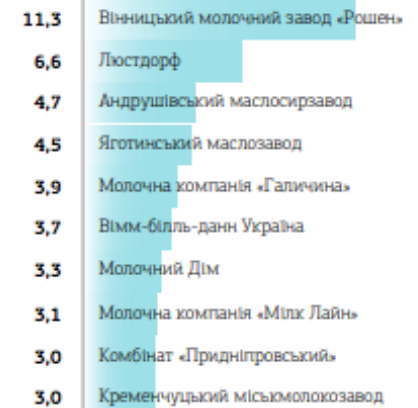 11,3 Вінницький молочний завод «Рошен»
6,6 Люстдорф
4,7 Андрушівський маслосирзавод
4,5 Яготинський маслозавод
3,9 Молочна компанія «Галичина»
3,7 Вімм-білль-данн Україна
3,3 Молочний Дім
3,1 Молочна компанія «Мілк Лайн»
3,0 Комбінат «Придніпровський»
3,0 Кременчуцький міськмолокозавод